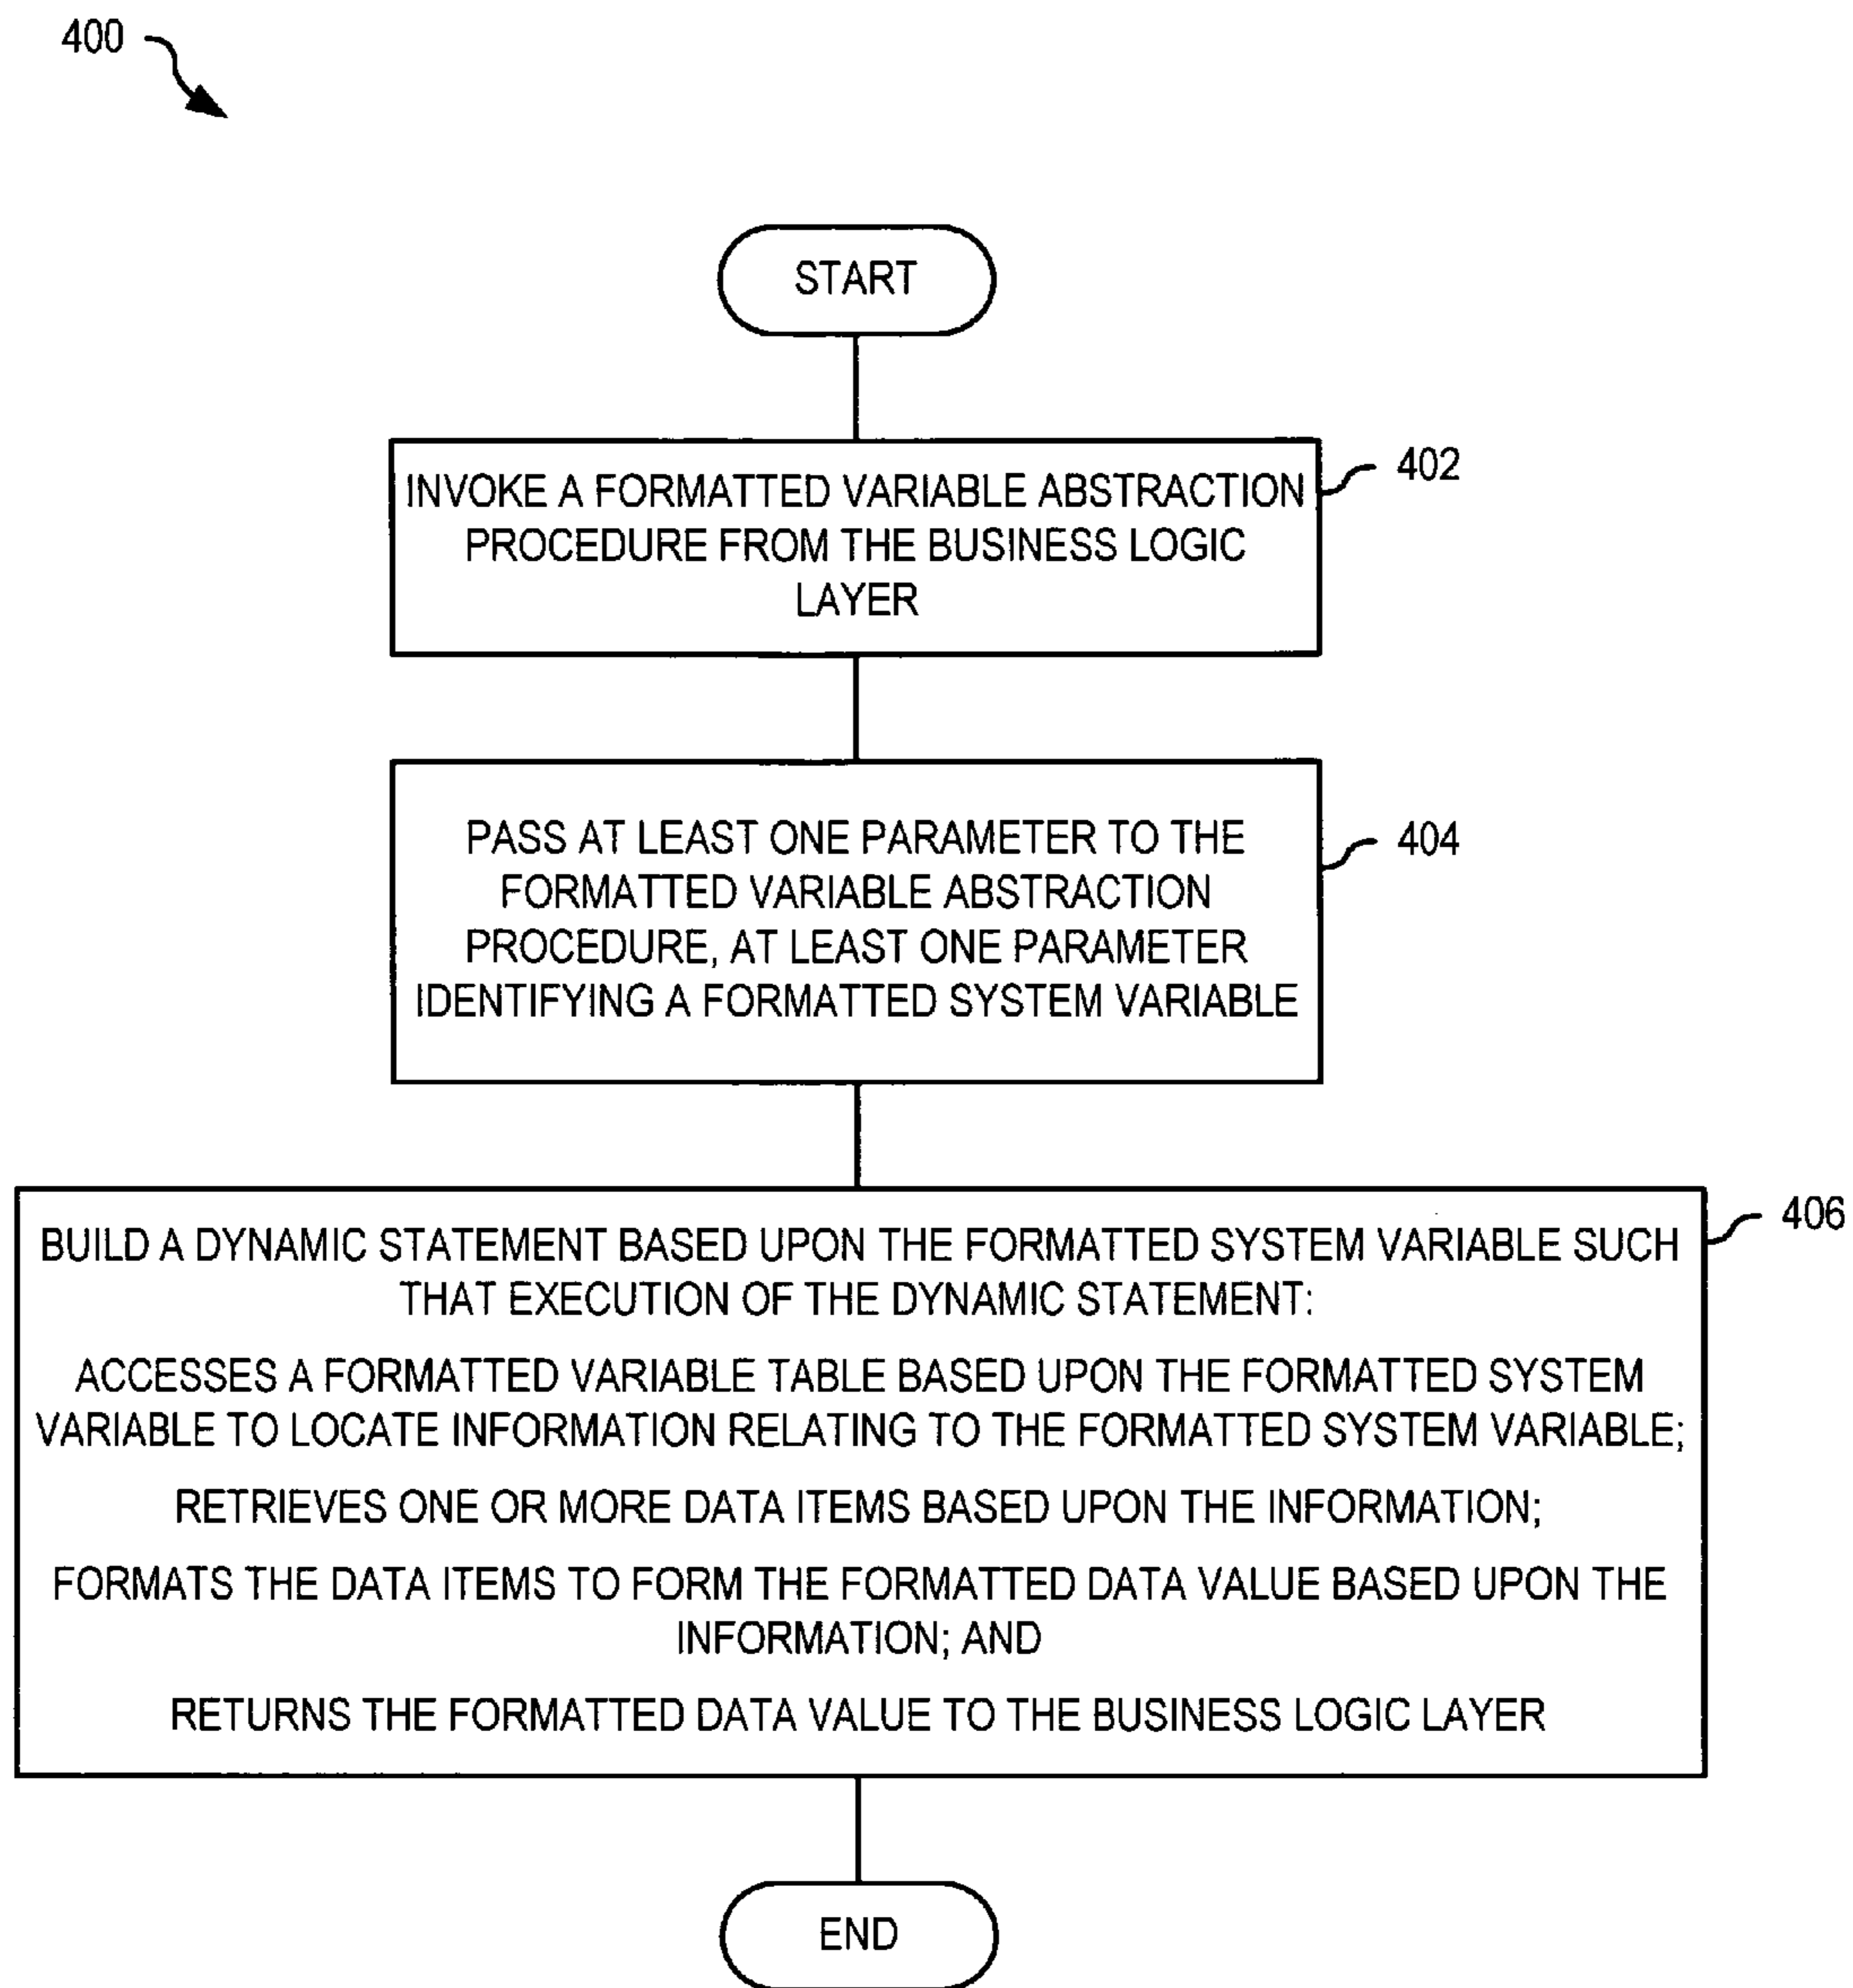 400
START
INVOKE A FORMATTED VARIABLE ABSTRACTION
PROCEDURE FROM THE BUSINESS LOGIC
LAYER
402
PASS AT LEAST ONE PARAMETER TO THE
FORMATTED VARIABLE ABSTRACTION
PROCEDURE, AT LEAST ONE PARAMETER
IDENTIFYING A FORMATTED SYSTEM VARIABLE
404
BUILD A DYNAMIC STATEMENT BASED UPON THE FORMATTED SYSTEM VARIABLE SUCH
THAT EXECUTION OF THE DYNAMIC STATEMENT:
ACCESSES A FORMATTED VARIABLE TABLE BASED UPON THE FORMATTED SYSTEM
VARIABLE TO LOCATE INFORMATION RELATING TO THE FORMATTED SYSTEM VARIABLE;
RETRIEVES ONE OR MORE DATA ITEMS BASED UPON THE INFORMATION;
FORMATS THE DATA ITEMS TO FORM THE FORMATTED DATA VALUE BASED UPON THE
INFORMATION; AND
RETURNS THE FORMATTED DATA VALUE TO THE BUSINESS LOGIC LAYER
406
END